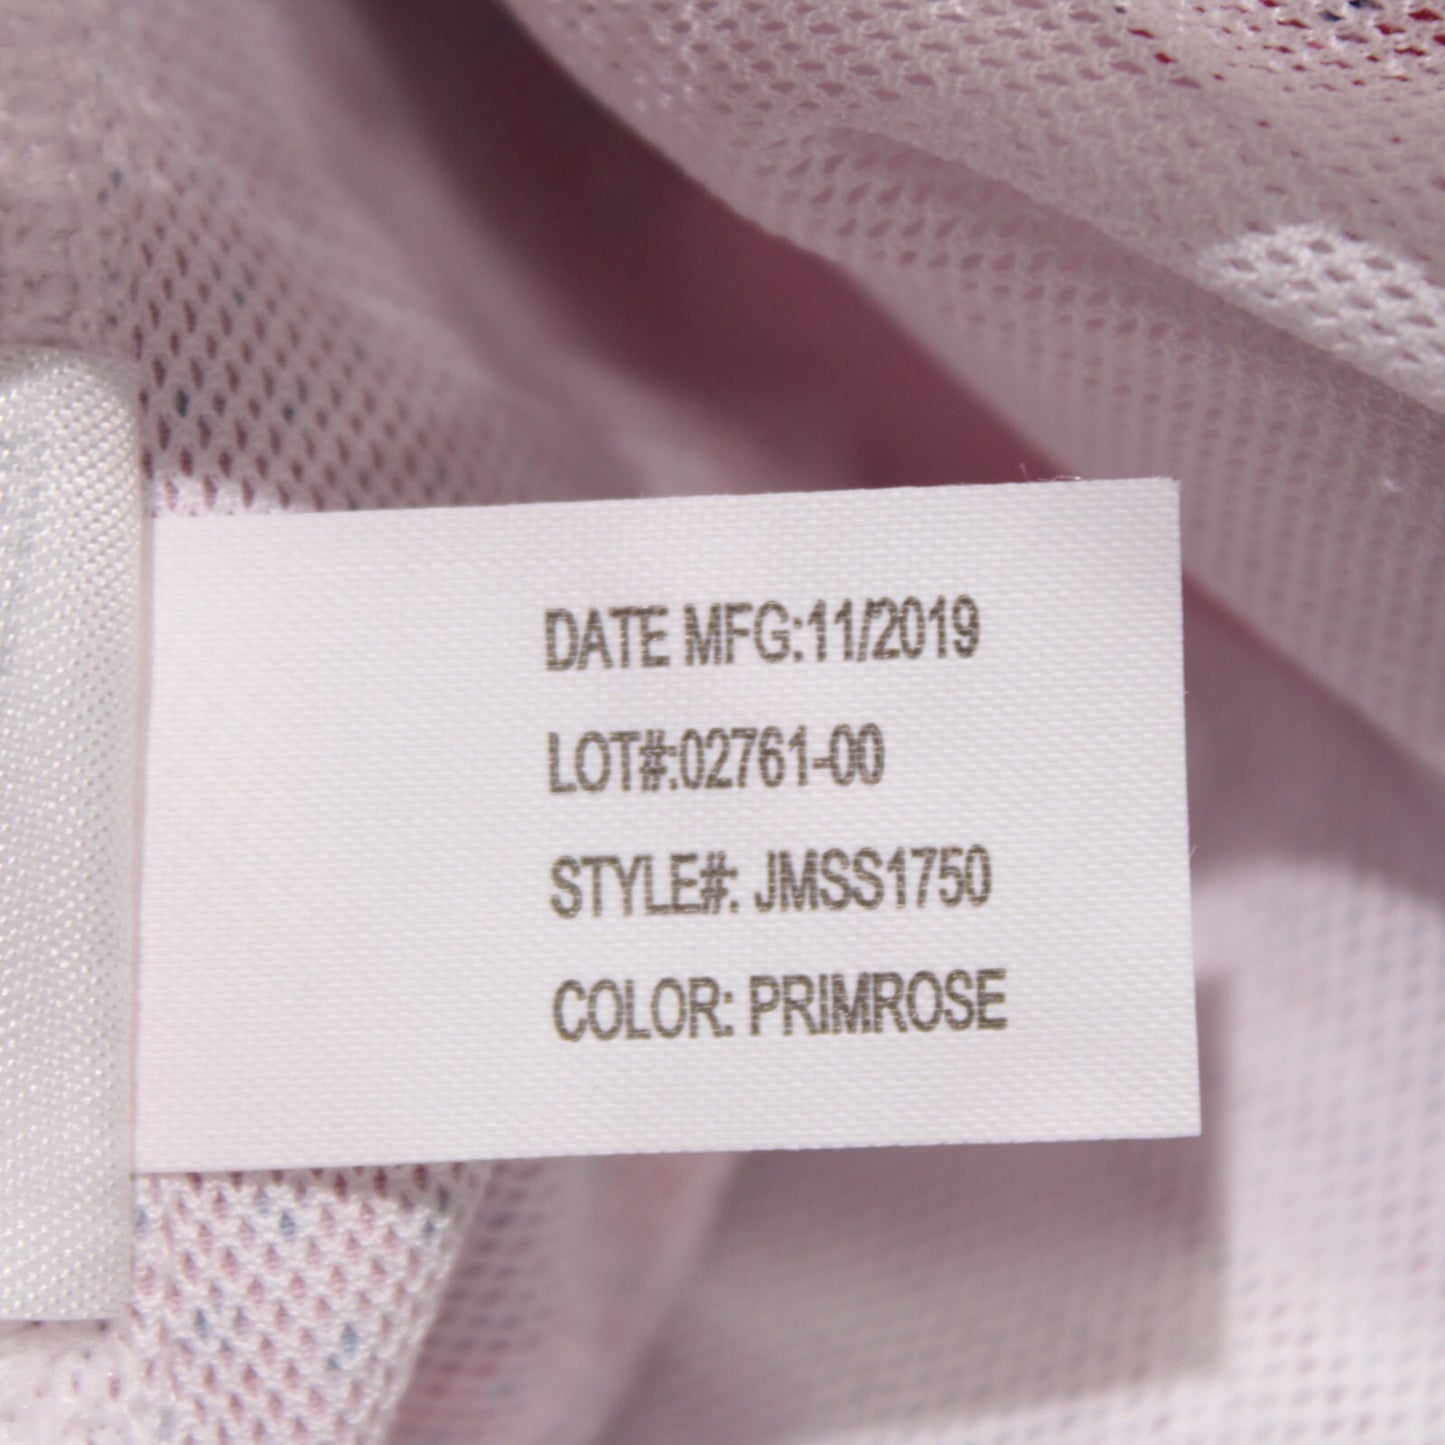 DATE MFG:11/2019
LOT#:02761-00
STYLE#: JMSS1750
COLOR: PRIMROSE